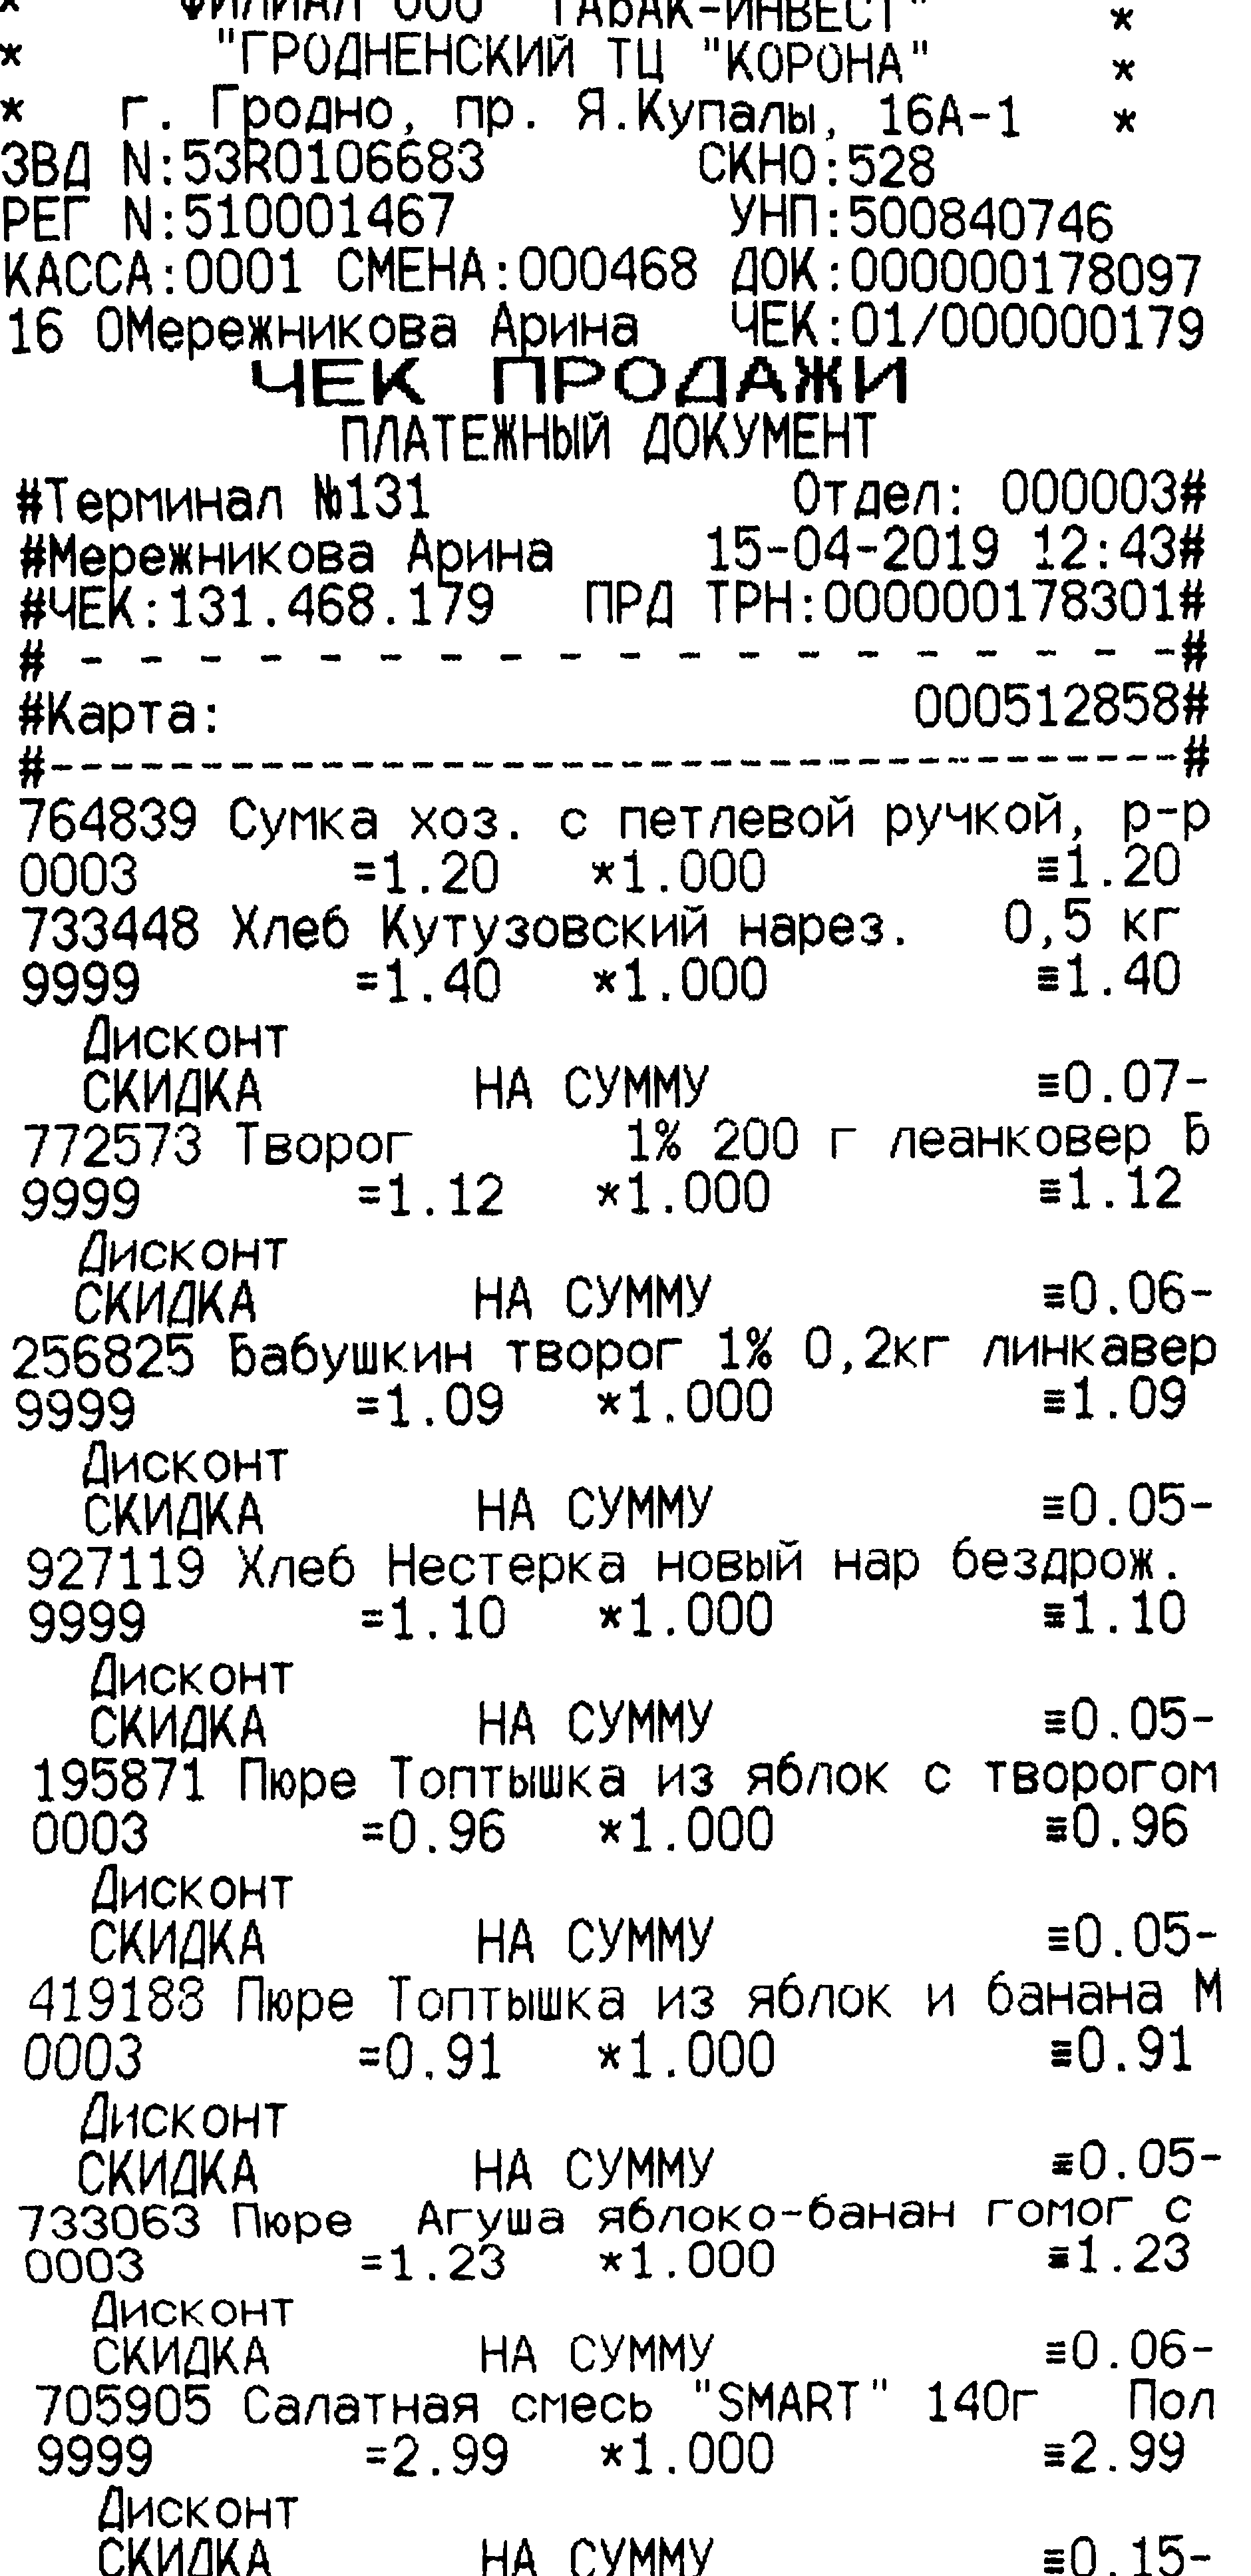 * ФИЛИАЛ ООО "ТАБАК-ИНВЕСТ" *
* "ГРОДНЕНСКИЙ ТЦ "КОРОНА" *
* г. Гродно, пр. Я.Купалы, 16А-1 *
ЗВД N:53R0106683 СКНО:528
РЕГ N:510001467 УНП:500840746
КАССА:0001 СМЕНА:000468 ДОК:000000178097
16 0Мережникова Арина ЧЕК:01/000000179
ЧЕК ПРОДАЖИ
ПЛАТЕЖНЫЙ ДОКУМЕНТ
#Терминал №131 Отдел: 000003#
#Мережникова Арина 15-04-2019 12:43#
#ЧЕК:131.468.179 ПРД ТРН:000000178301#
# - - - - - - - - - - - - - - - - - - -#
#Карта: 000512858#
#--------------------------------------#
764839 Сумка хоз. с петлевой ручкой, р-р
0003 =1.20 *1.000 ≡1.20
733448 Хлеб Кутузовский нарез. 0,5 кг
9999 =1.40 *1.000 ≡1.40
Дисконт
СКИДКА НА СУММУ ≡0.07-
772573 Творог 1% 200 г леанковер Б
9999 =1.12 *1.000 ≡1.12
Дисконт
СКИДКА НА СУММУ ≡0.06-
256825 Бабушкин творог 1% 0,2кг линкавер
9999 =1.09 *1.000 ≡1.09
Дисконт
СКИДКА НА СУММУ ≡0.05-
927119 Хлеб Нестерка новый нар бездрож.
9999 =1.10 *1.000 ≡1.10
Дисконт
СКИДКА НА СУММУ ≡0.05-
195871 Пюре Топтышка из яблок с творогом
0003 =0.96 *1.000 ≡0.96
Дисконт
СКИДКА НА СУММУ ≡0.05-
419188 Пюре Топтышка из яблок и банана М
0003 =0.91 *1.000 ≡0.91
Дисконт
СКИДКА НА СУММУ ≡0.05-
733063 Пюре Агуша яблоко-банан гомог с
0003 =1.23 *1.000 ≡1.23
Дисконт
СКИДКА НА СУММУ ≡0.06-
705905 Салатная смесь "SMART" 140г Пол
9999 =2.99 *1.000 ≡2.99
Дисконт
СКИДКА НА СУММУ ≡0.15-